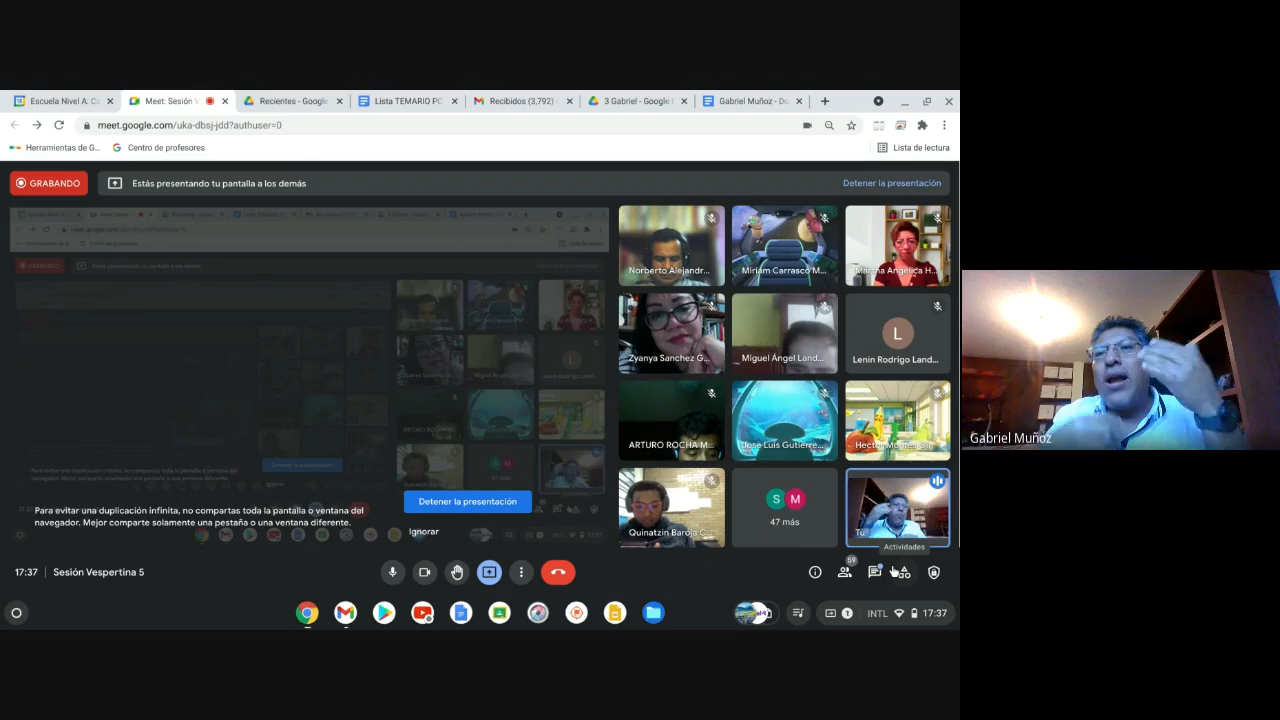 Escuela Nivel A: Ca
Meet: Sesión V
Recientes - Google
Lista TEMARIO PC
Recibidos (3,792) -
3 Gabriel - Google
Gabriel Muñoz - Do
meet.google.com/uka-dbsj-jdd?authuser=0
Herramientas de G...
Centro de profesores
Lista de lectura
GRABANDO
Estás presentando tu pantalla a los demás
Detener la presentación
Norberto Alejandr...
Miriam Carrasco M...
Martha Angélica H...
Zyanya Sanchez G...
Miguel Ángel Land...
L
Lenin Rodrigo Land...
ARTURO ROCHA M...
José Luis Gutierre...
Quinatzin Baroja C...
S M
47 más
Tú
Actividades
Para evitar una duplicación infinita, no compartas toda la pantalla o ventana del
navegador. Mejor comparte solamente una pestaña o una ventana diferente.
Detener la presentación
Ignorar
17:37 | Sesión Vespertina 5
59
1
INTL
17:37
Gabriel Muñoz